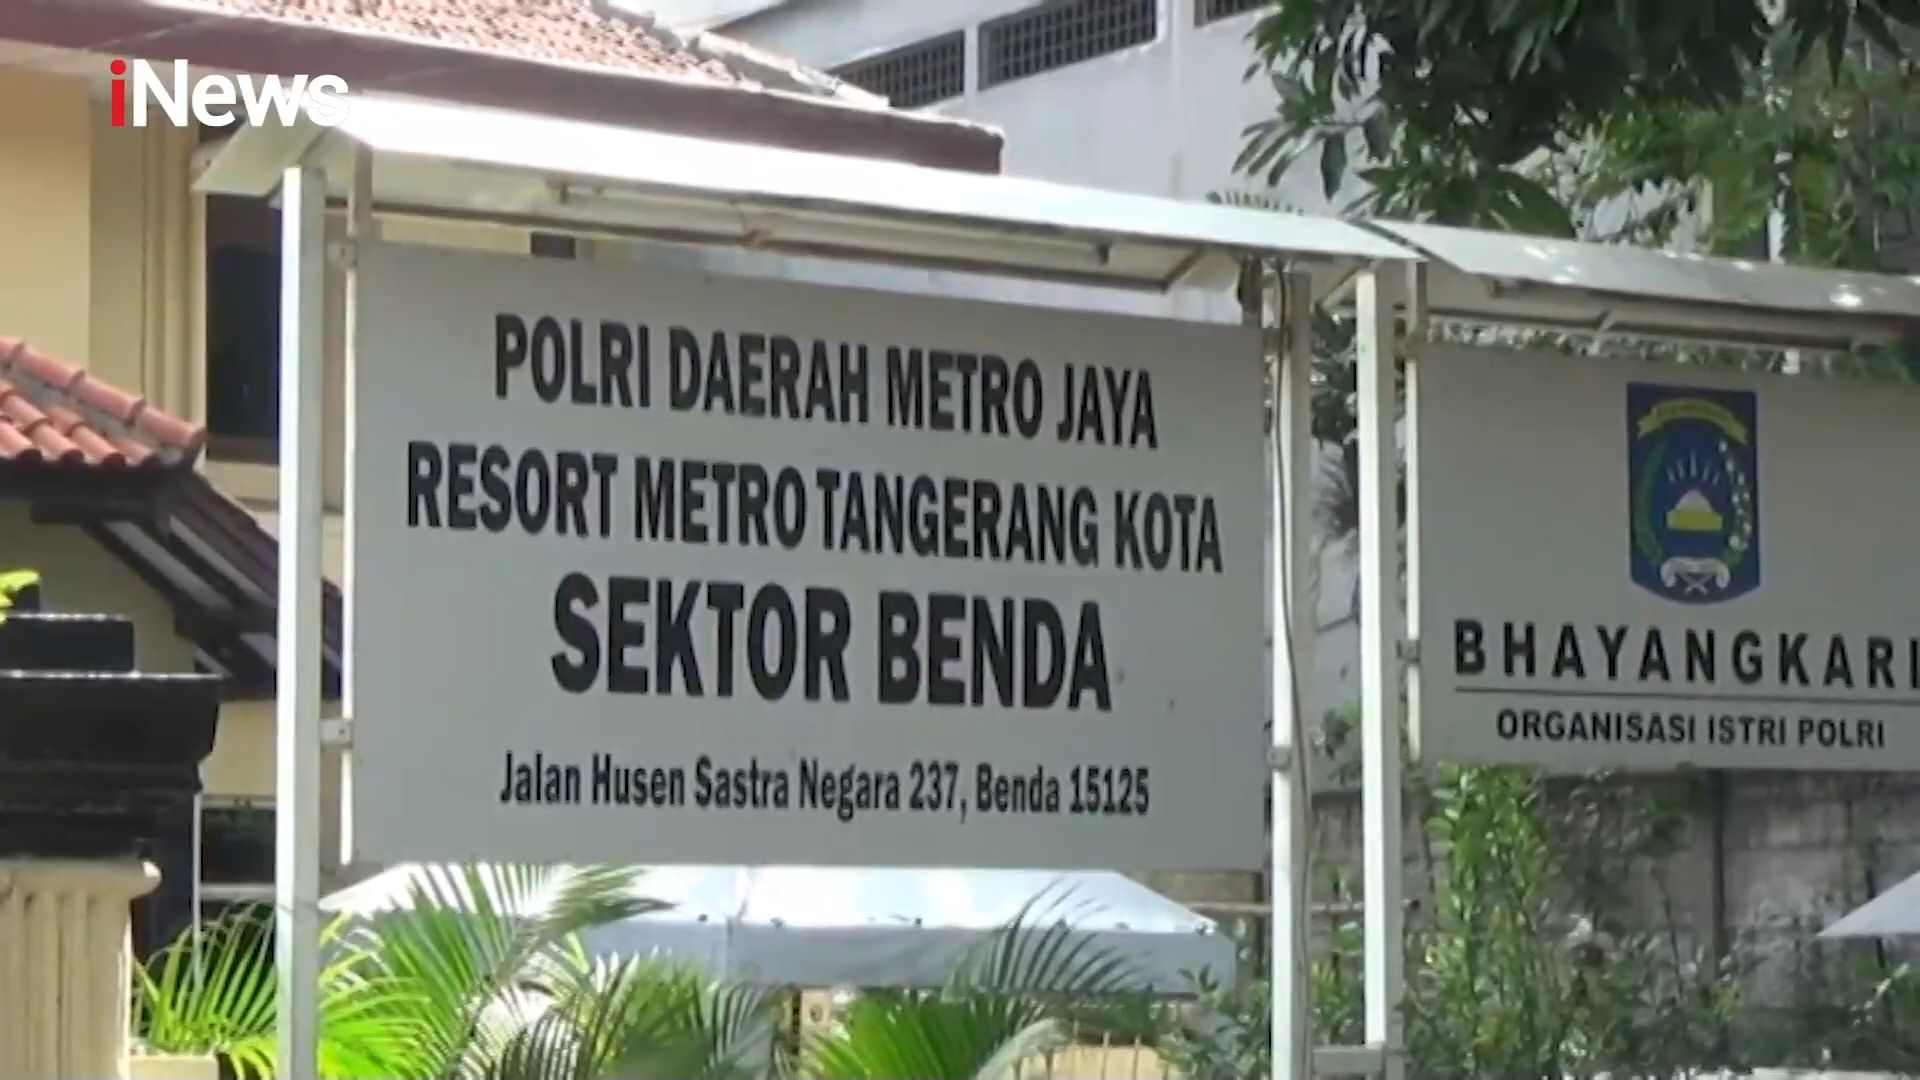 iNews
POLRI DAERAH METRO JAYA
RESORT METRO TANGERANG KOTA
SEKTOR BENDA
Jalan Husen Sastra Negara 237, Benda 15125
BHAYANGKARI
ORGANISASI ISTRI POLRI